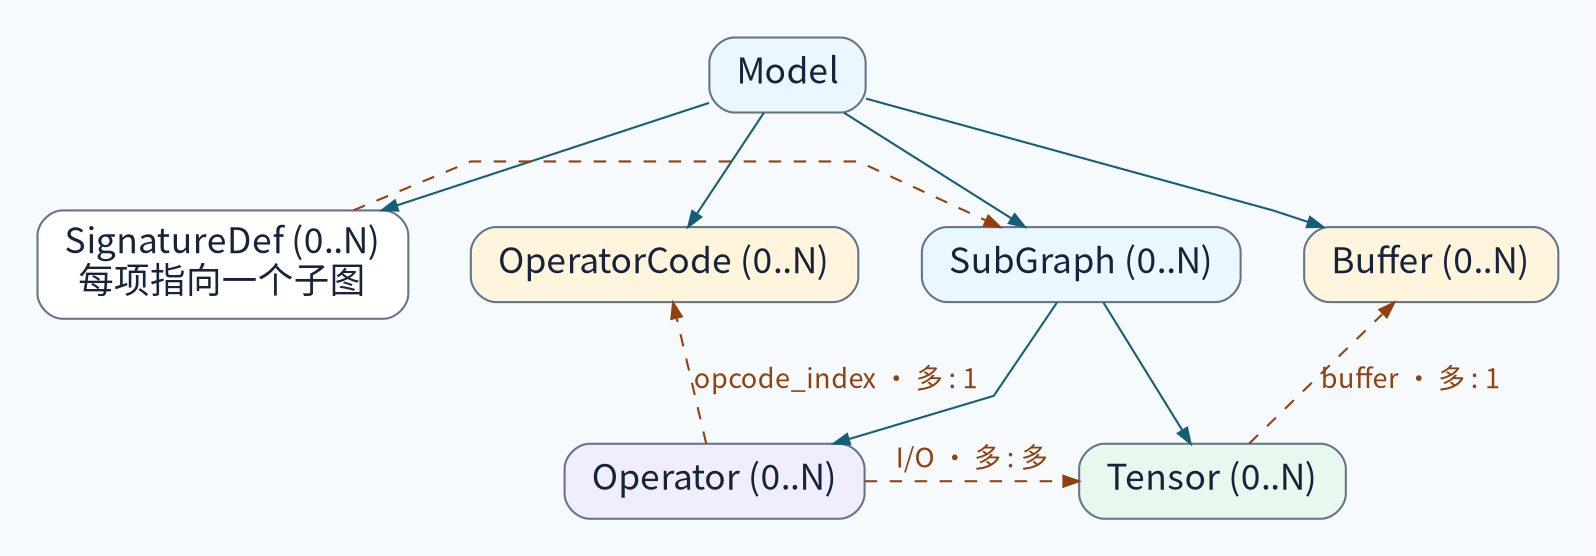 Model
SignatureDef (0..N)
每项指向一个子图
OperatorCode (0..N)
SubGraph (0..N)
Buffer (0..N)
opcode_index · 多 : 1
buffer · 多 : 1
I/O · 多 : 多
Operator (0..N)
Tensor (0..N)